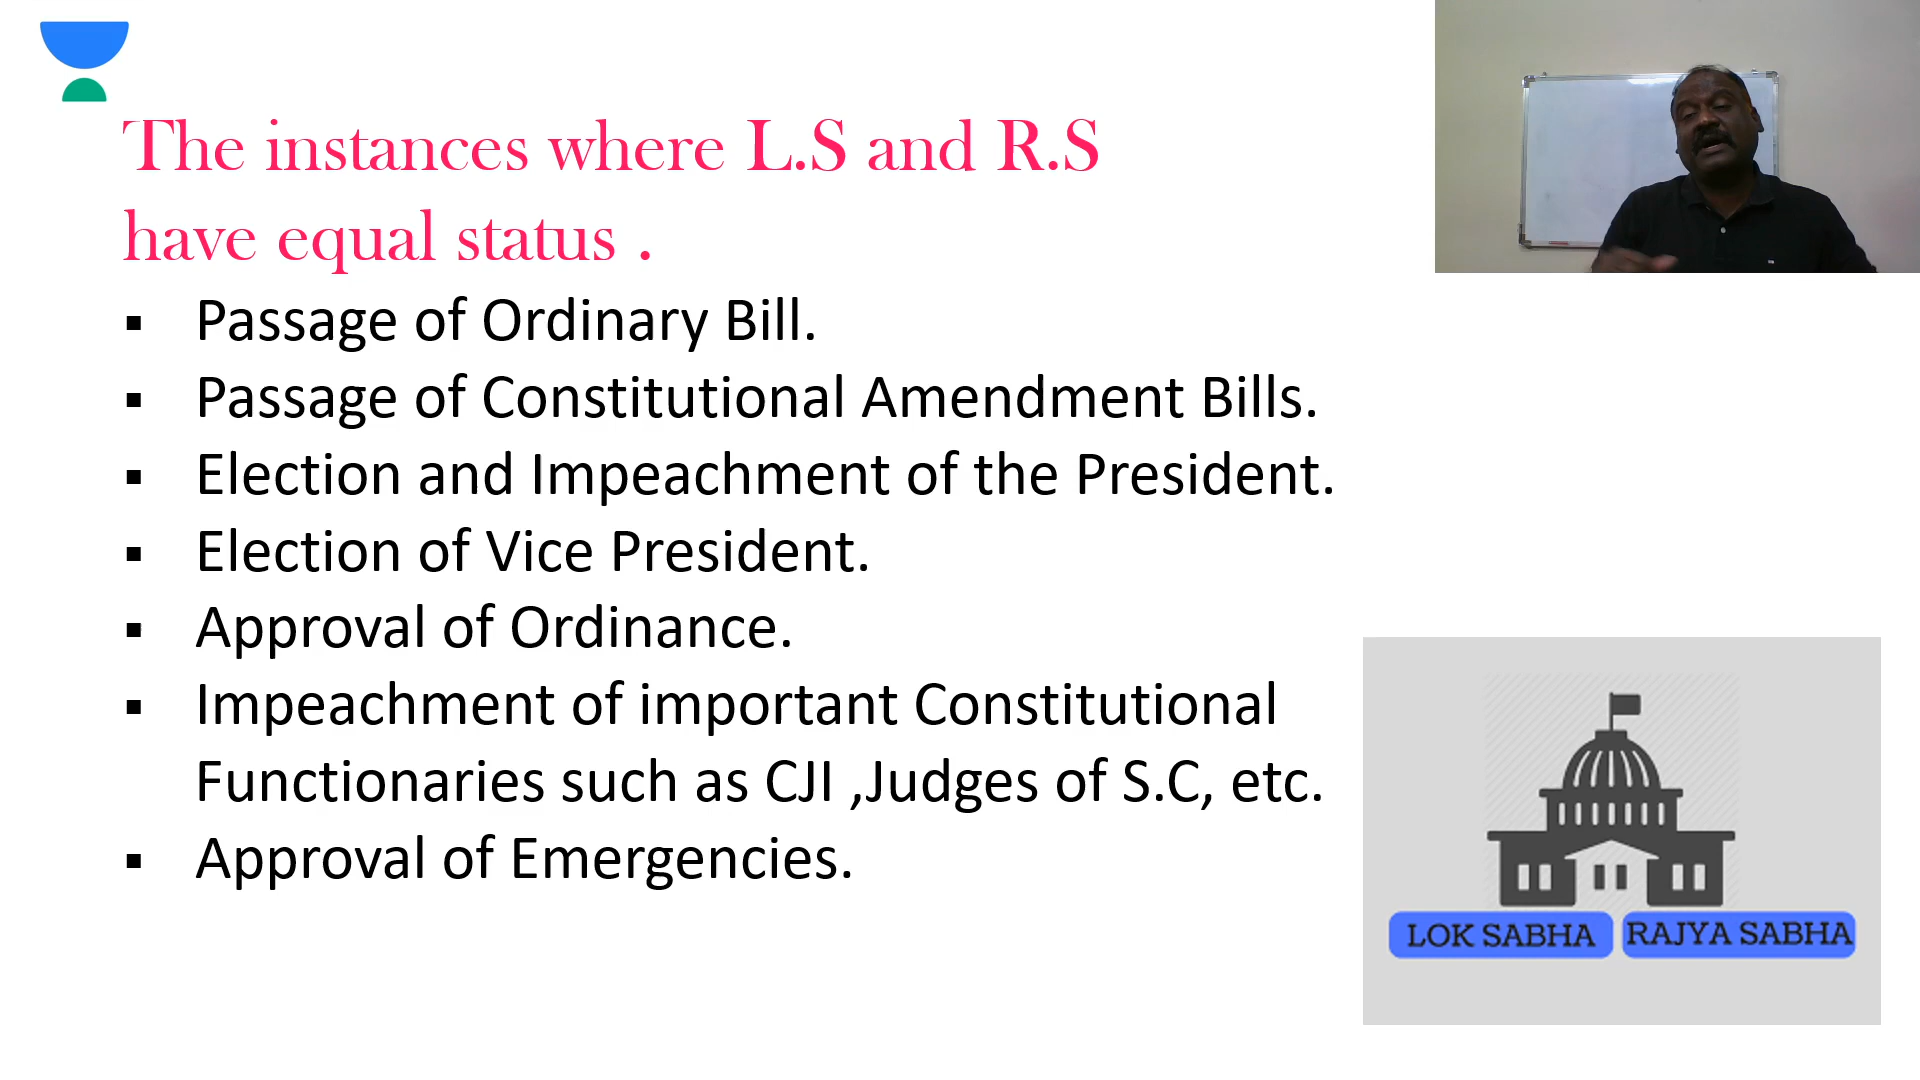 The instances where L.S and R.S
have equal status .
▪ Passage of Ordinary Bill.
▪ Passage of Constitutional Amendment Bills.
▪ Election and Impeachment of the President.
▪ Election of Vice President.
▪ Approval of Ordinance.
▪ Impeachment of important Constitutional
Functionaries such as CJI ,Judges of S.C, etc.
▪ Approval of Emergencies.
LOK SABHA RAJYA SABHA